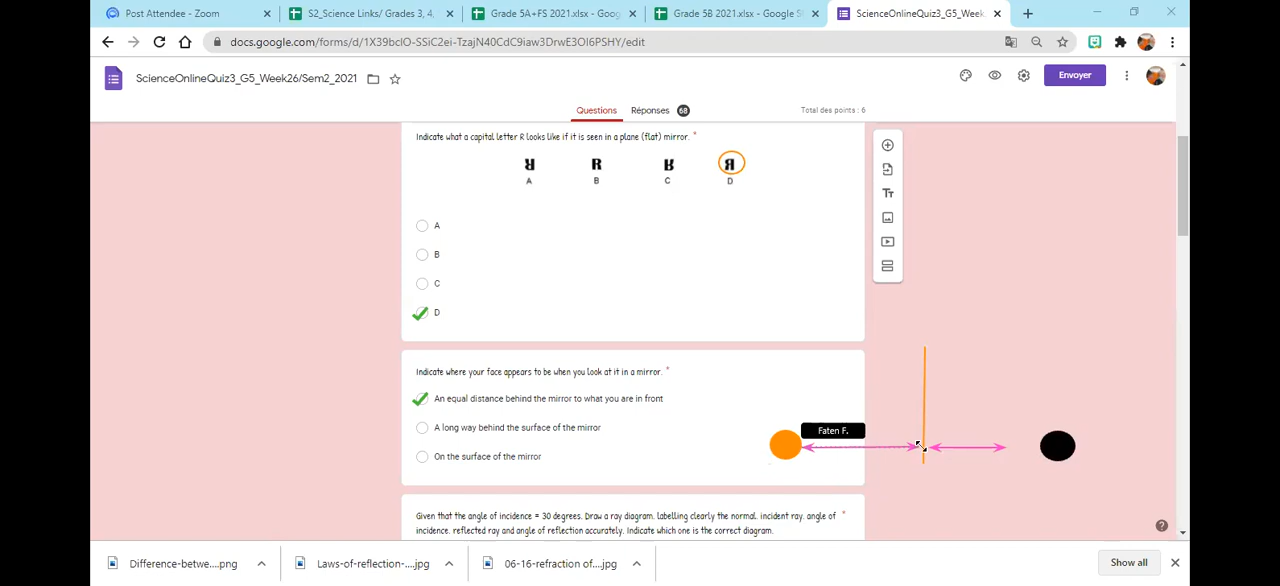 Post Attendee - Zoom
S2_Science Links/ Grades 3, 4,
Grade 5A+FS 2021.xlsx - Goog
Grade 5B 2021.xlsx - Google S
ScienceOnlineQuiz3_G5_Week
docs.google.com/forms/d/1X39bclO-SSiC2ei-TzajN40CdC9iaw3DrwE3OI6PSHY/edit
ScienceOnlineQuiz3_G5_Week26/Sem2_2021
Envoyer
Questions
Réponses 68
Total des points : 6
Indicate what a capital letter R looks like if it is seen in a plane (flat) mirror. *
R
A B C D
A
B
C
D
Indicate where your face appears to be when you look at it in a mirror. *
An equal distance behind the mirror to what you are in front
A long way behind the surface of the mirror
On the surface of the mirror
Faten F.
Given that the angle of incidence = 30 degrees. Draw a ray diagram, labelling clearly the normal, incident ray, angle of *
incidence, reflected ray and angle of reflection accurately. Indicate which one is the correct diagram.
Difference-betwe....png
Laws-of-reflection-....jpg
06-16-refraction of....jpg
Show all